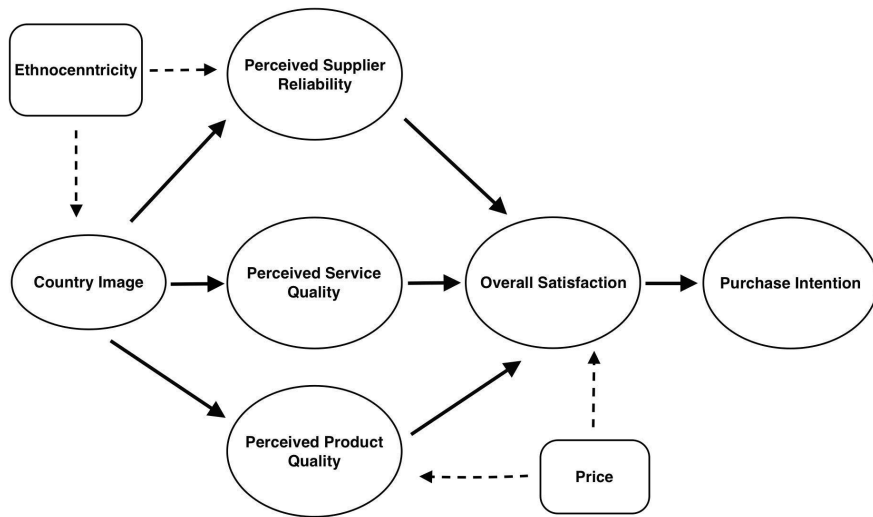 Ethnocenntricity
Perceived Supplier
Reliability
Country Image
Perceived Service
Quality
Overall Satisfaction
Purchase Intention
Perceived Product
Quality
Price